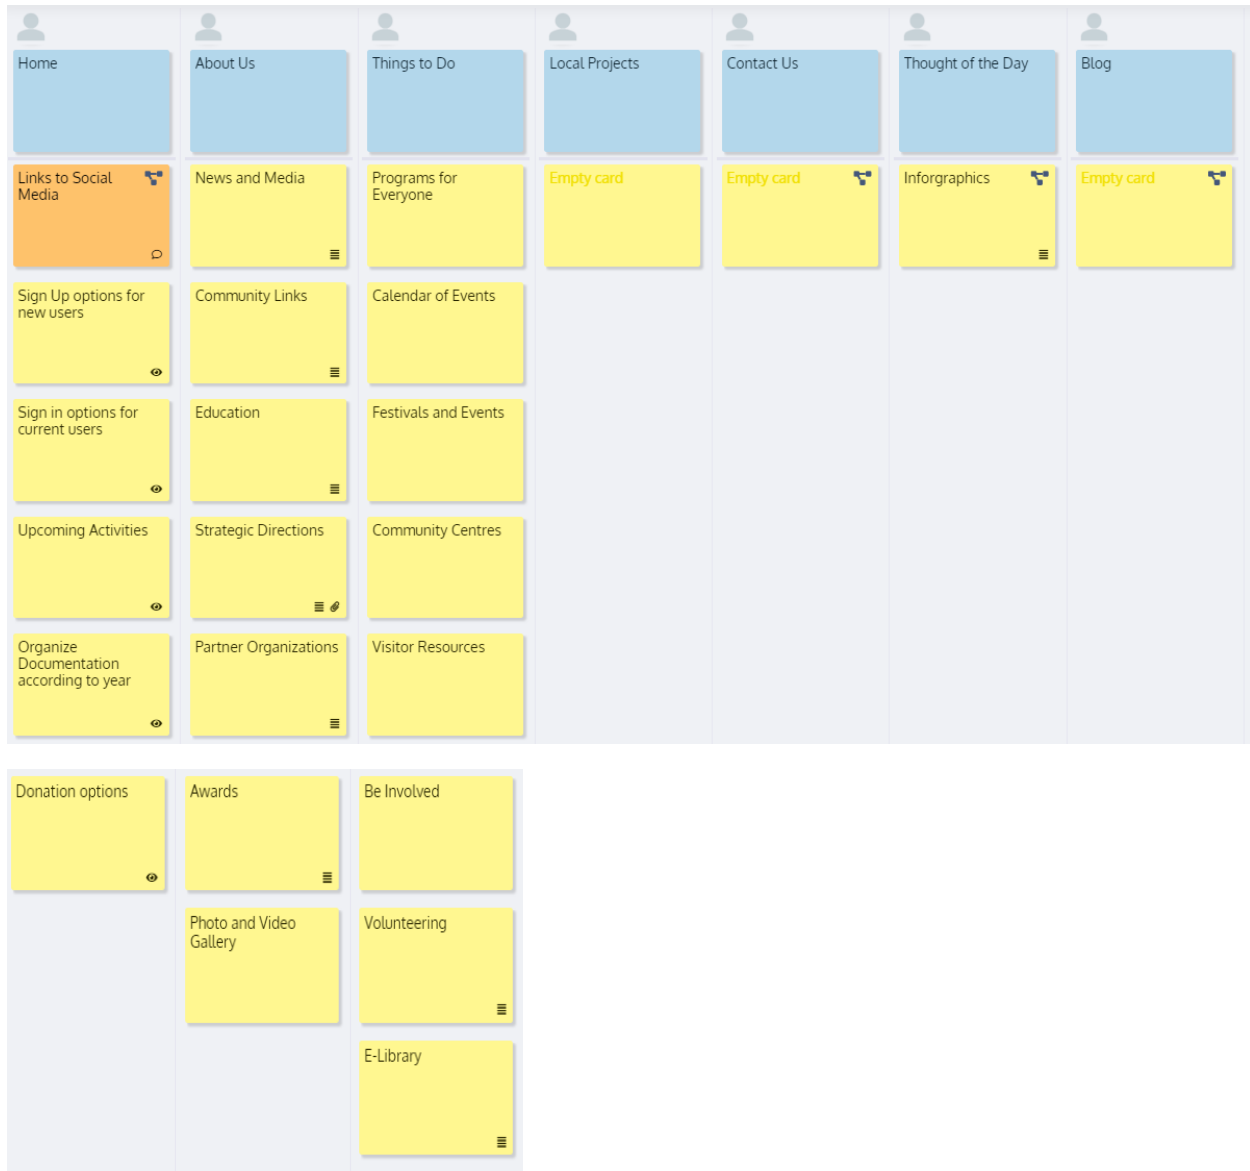 Home
About Us
Things to Do
Local Projects
Contact Us
Thought of the Day
Blog
Links to Social
Media
News and Media
Programs for
Everyone
Empty card
Empty card
Inforgraphics
Empty card
Sign Up options for
new users
Community Links
Calendar of Events
Sign in options for
current users
Education
Festivals and Events
Upcoming Activities
Strategic Directions
Community Centres
Organize
Documentation
according to year
Partner Organizations
Visitor Resources
Donation options
Awards
Be Involved
Photo and Video
Gallery
Volunteering
E-Library